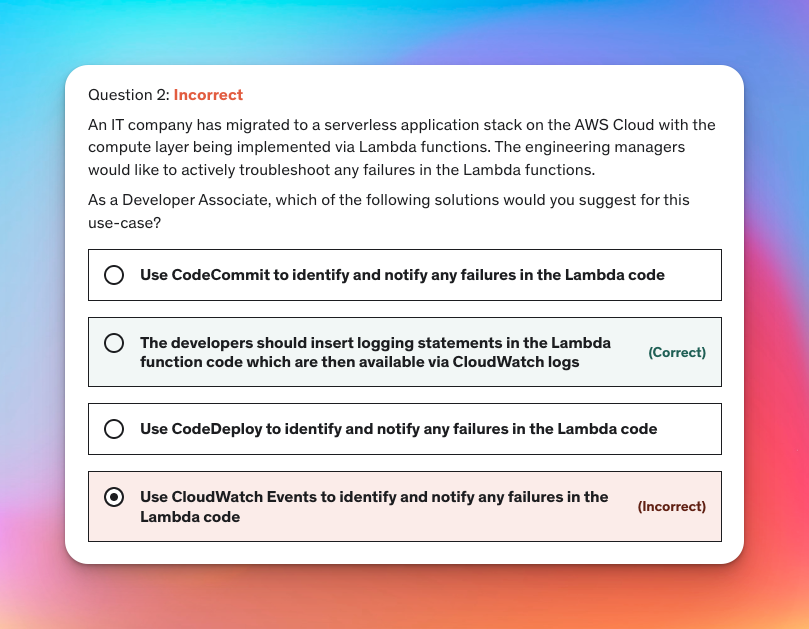 Question 2: Incorrect
An IT company has migrated to a serverless application stack on the AWS Cloud with the
compute layer being implemented via Lambda functions. The engineering managers
would like to actively troubleshoot any failures in the Lambda functions.
As a Developer Associate, which of the following solutions would you suggest for this
use-case?
Use CodeCommit to identify and notify any failures in the Lambda code
The developers should insert logging statements in the Lambda
function code which are then available via CloudWatch logs
(Correct)
Use CodeDeploy to identify and notify any failures in the Lambda code
Use CloudWatch Events to identify and notify any failures in the
Lambda code
(Incorrect)